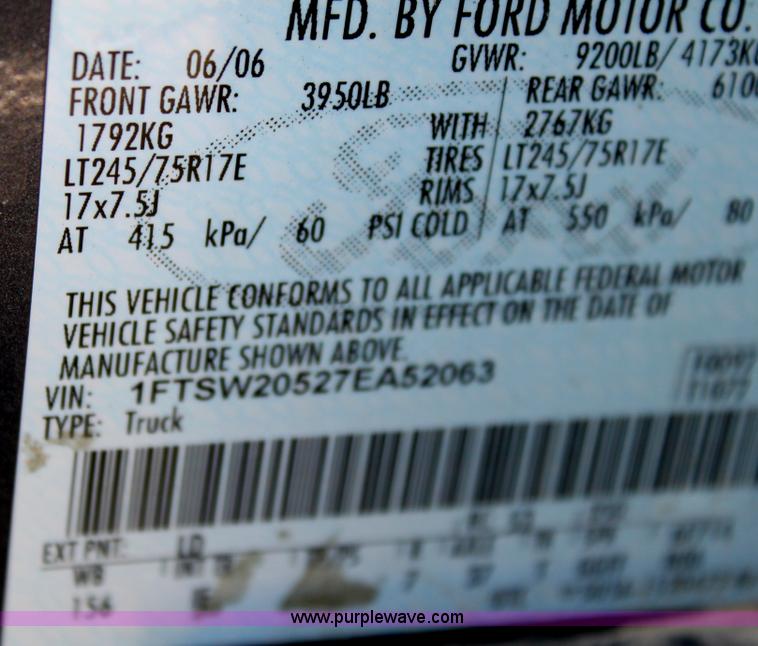 MFD. BY FORD MOTOR CO.
DATE: 06/06 GVWR: 9200LB/ 4173KG
FRONT GAWR: 3950LB REAR GAWR: 6100
1792KG WITH 2767KG
LT245/75R17E TIRES LT245/75R17E
17x7.5J RIMS 17x7.5J
AT 415 kPa/ 60 PSI COLD AT 550 kPa/ 80
THIS VEHICLE CONFORMS TO ALL APPLICABLE FEDERAL MOTOR
VEHICLE SAFETY STANDARDS IN EFFECT ON THE DATE OF
MANUFACTURE SHOWN ABOVE.
VIN: 1FTSW20527EA52063
TYPE: Truck
EXT PNT: LD
WB
156
www.purplewave.com